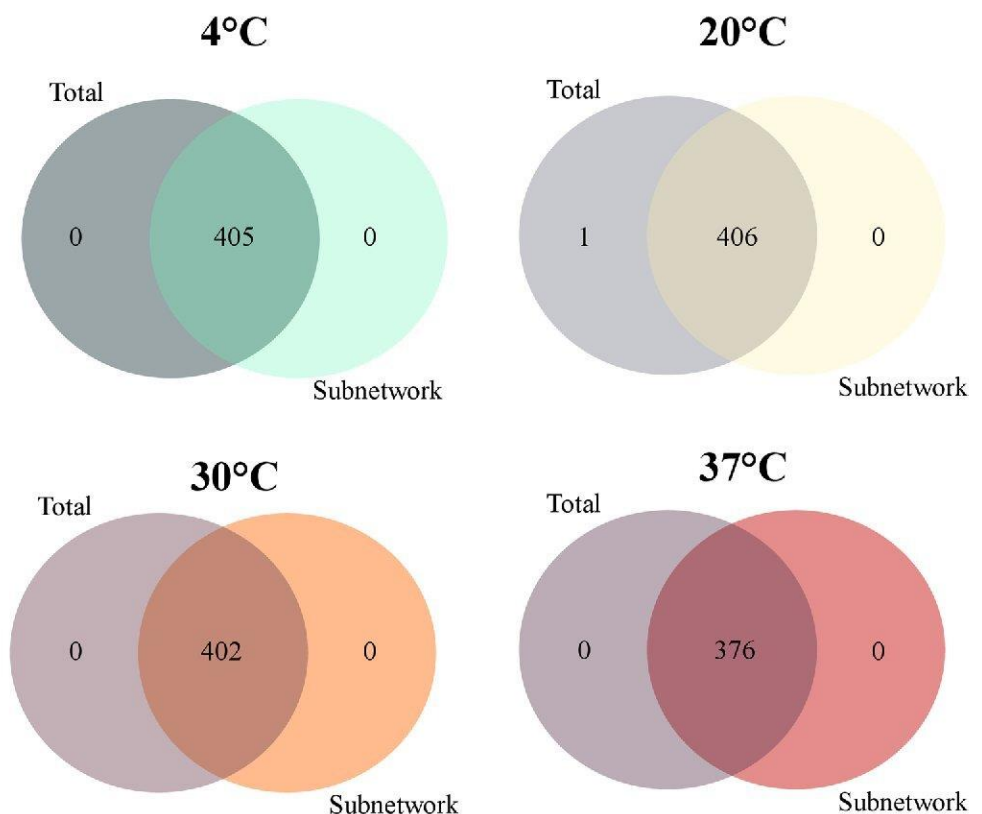 4°C
Total
0 405 0
Subnetwork
20°C
Total
1 406 0
Subnetwork
30°C
Total
0 402 0
Subnetwork
37°C
Total
0 376 0
Subnetwork